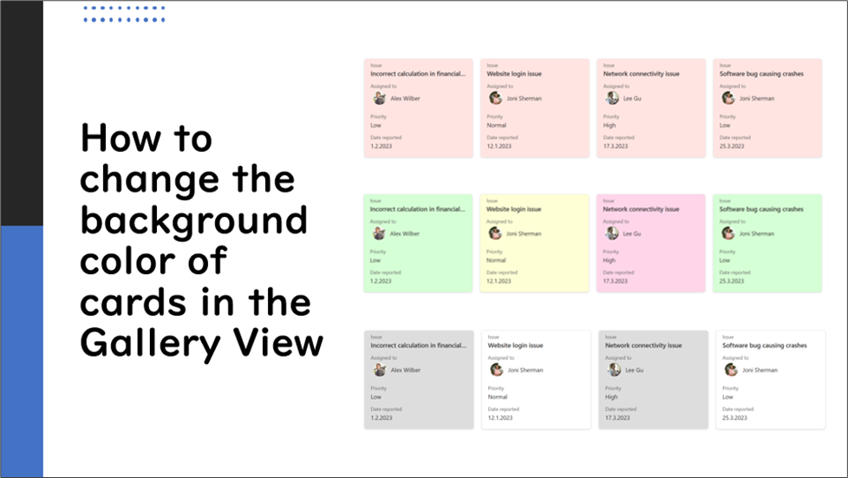 How to
change the
background
color of
cards in the
Gallery View
Issue
Incorrect calculation in financial...
Assigned to
Alex Wilber
Priority
Low
Date reported
1.2.2023
Issue
Website login issue
Assigned to
Joni Sherman
Priority
Normal
Date reported
12.1.2023
Issue
Network connectivity issue
Assigned to
Lee Gu
Priority
High
Date reported
17.3.2023
Issue
Software bug causing crashes
Assigned to
Joni Sherman
Priority
Low
Date reported
25.3.2023
Issue
Incorrect calculation in financial...
Assigned to
Alex Wilber
Priority
Low
Date reported
1.2.2023
Issue
Website login issue
Assigned to
Joni Sherman
Priority
Normal
Date reported
12.1.2023
Issue
Network connectivity issue
Assigned to
Lee Gu
Priority
High
Date reported
17.3.2023
Issue
Software bug causing crashes
Assigned to
Joni Sherman
Priority
Low
Date reported
25.3.2023
Issue
Incorrect calculation in financial...
Assigned to
Alex Wilber
Priority
Low
Date reported
1.2.2023
Issue
Website login issue
Assigned to
Joni Sherman
Priority
Normal
Date reported
12.1.2023
Issue
Network connectivity issue
Assigned to
Lee Gu
Priority
High
Date reported
17.3.2023
Issue
Software bug causing crashes
Assigned to
Joni Sherman
Priority
Low
Date reported
25.3.2023